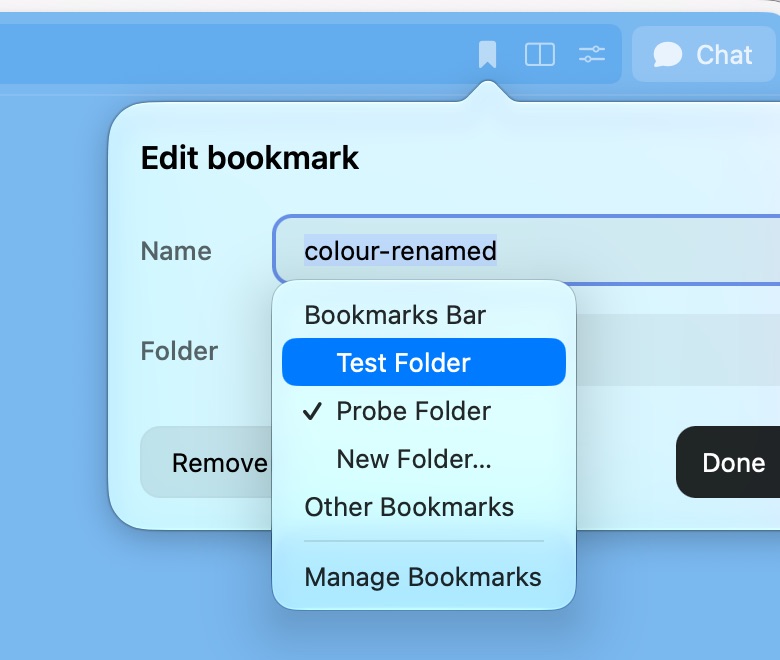 Chat
Edit bookmark
Name
colour-renamed
Bookmarks Bar
Folder
Test Folder
✓ Probe Folder
New Folder...
Remove
Done
Other Bookmarks
Manage Bookmarks